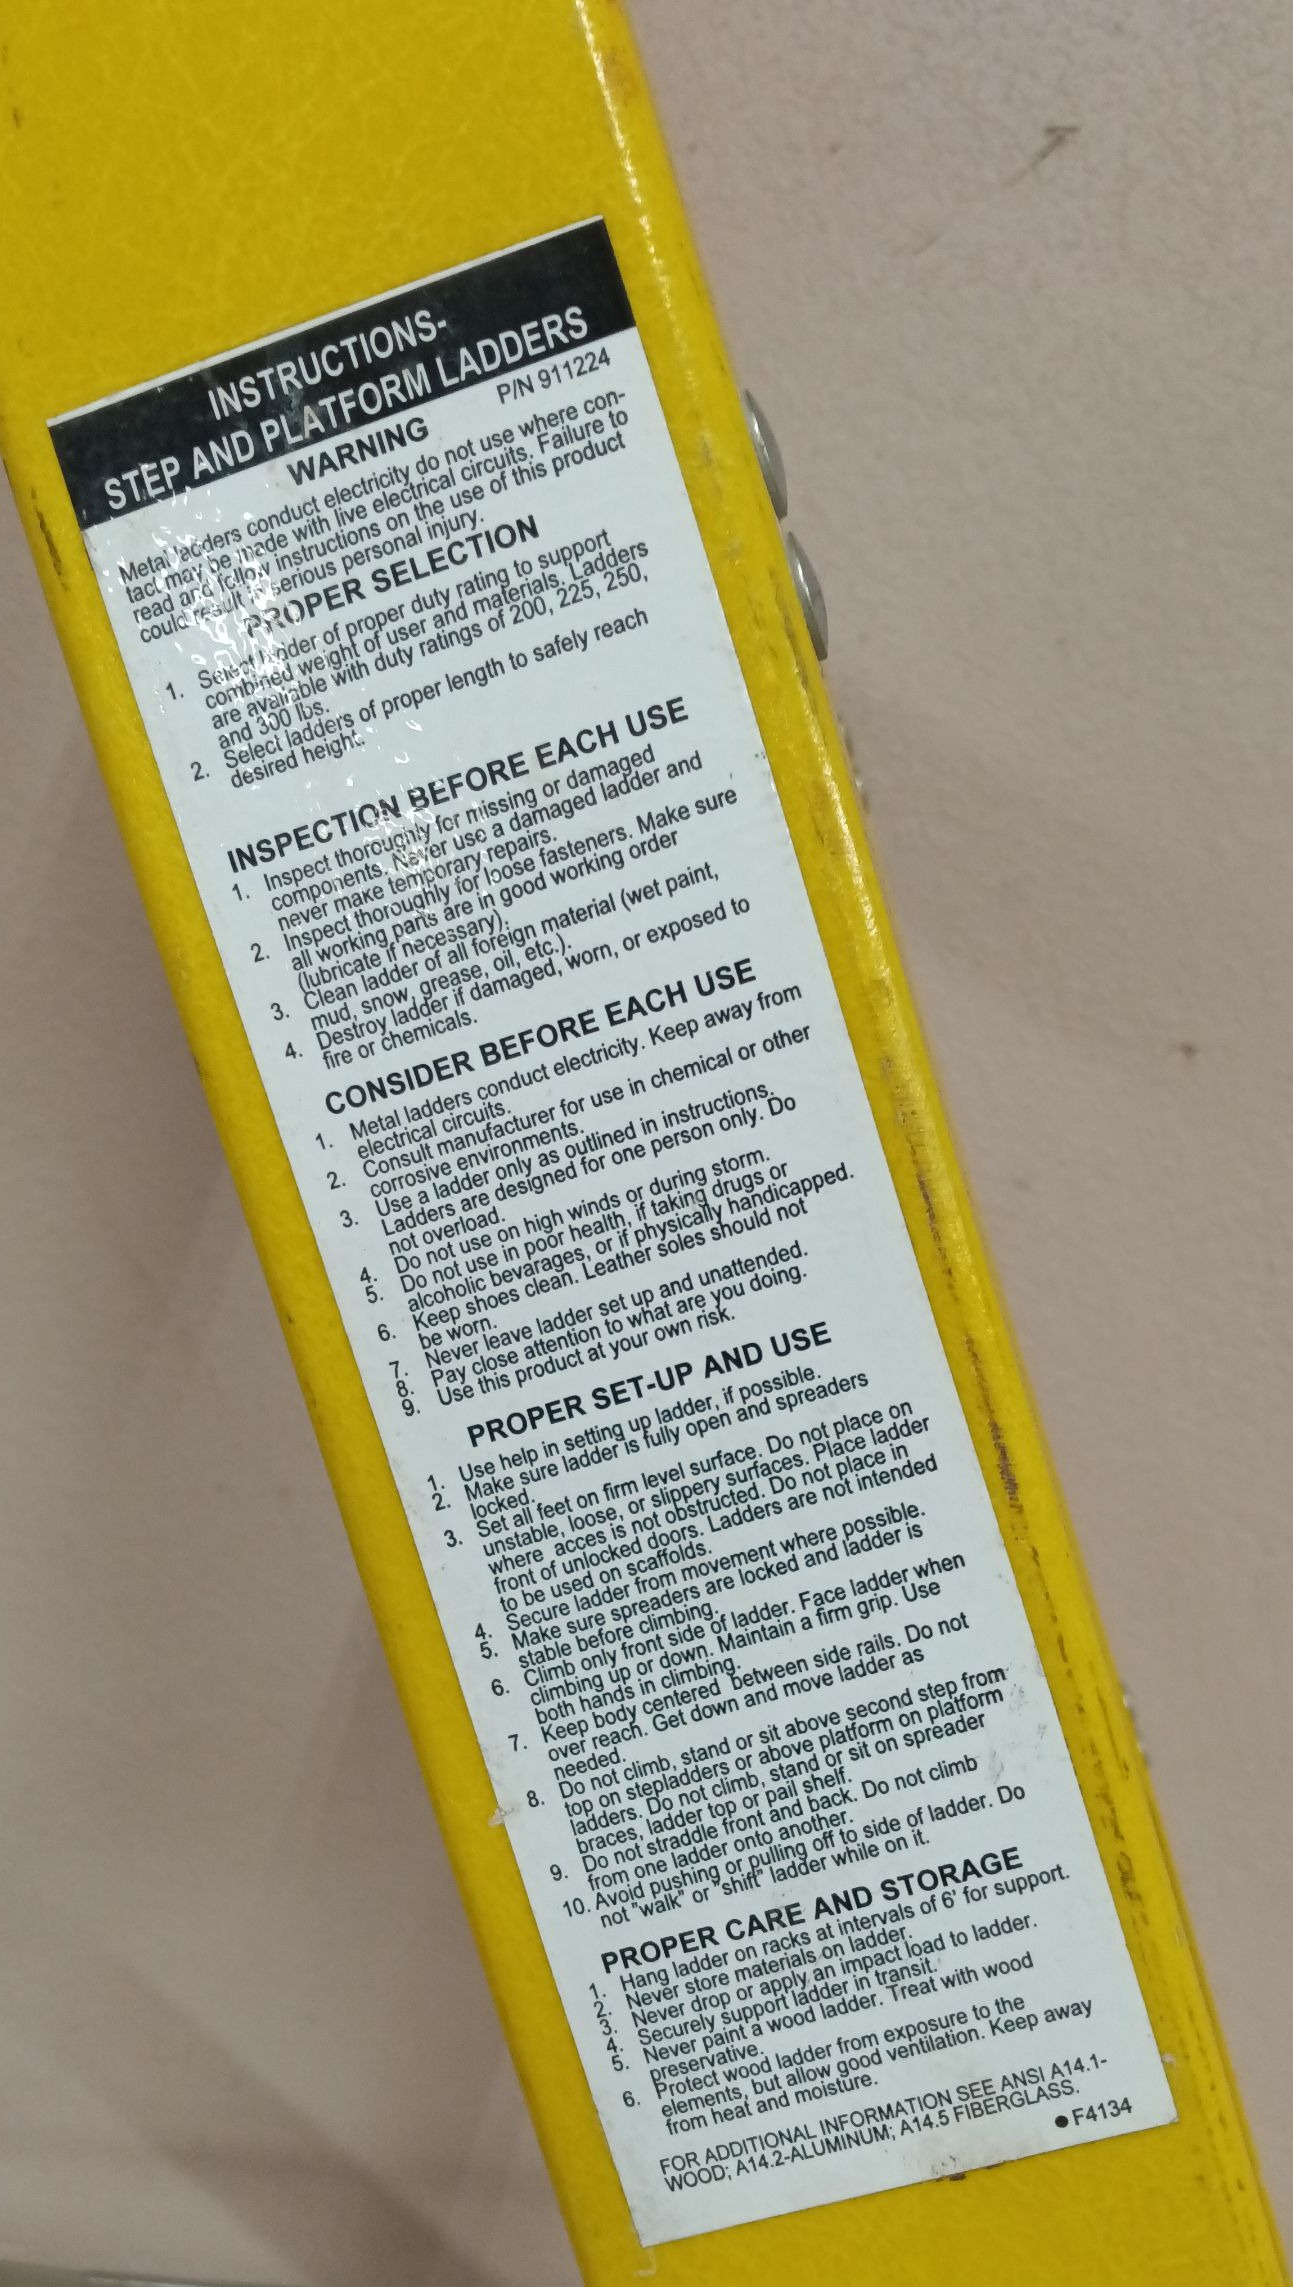 INSTRUCTIONS-
STEP AND PLATFORM LADDERS
P/N 911224
WARNING
Metal ladders conduct electricity do not use where con-
tact may be made with live electrical circuits. Failure to
read and follow instructions on the use of this product
could result in serious personal injury.
PROPER SELECTION
1. Select ladder of proper duty rating to support
combined weight of user and materials. Ladders
are available with duty ratings of 200, 225, 250,
and 300 lbs.
2. Select ladders of proper length to safely reach
desired height.
INSPECTION BEFORE EACH USE
1. Inspect thoroughly for missing or damaged
components. Never use a damaged ladder and
never make temporary repairs.
2. Inspect thoroughly for loose fasteners. Make sure
all working parts are in good working order
(lubricate if necessary).
3. Clean ladder of all foreign material (wet paint,
mud, snow, grease, oil, etc.).
4. Destroy ladder if damaged, worn, or exposed to
fire or chemicals.
CONSIDER BEFORE EACH USE
1. Metal ladders conduct electricity. Keep away from
electrical circuits.
2. Consult manufacturer for use in chemical or other
corrosive environments.
3. Use a ladder only as outlined in instructions.
Ladders are designed for one person only. Do
not overload.
4. Do not use on high winds or during storm.
5. Do not use in poor health, if taking drugs or
alcoholic bevarages, or if physically handicapped.
6. Keep shoes clean. Leather soles should not
be worn.
7. Never leave ladder set up and unattended.
8. Pay close attention to what are you doing.
9. Use this product at your own risk.
PROPER SET-UP AND USE
1. Use help in setting up ladder, if possible.
2. Make sure ladder is fully open and spreaders
locked.
3. Set all feet on firm level surface. Do not place on
unstable, loose, or slippery surfaces. Place ladder
where acces is not obstructed. Do not place in
front of unlocked doors. Ladders are not intended
to be used on scaffolds.
4. Secure ladder from movement where possible.
5. Make sure spreaders are locked and ladder is
stable before climbing.
6. Climb only front side of ladder. Face ladder when
climbing up or down. Maintain a firm grip. Use
both hands in climbing.
7. Keep body centered between side rails. Do not
over reach. Get down and move ladder as
needed.
8. Do not climb, stand or sit above second step from
top on stepladders or above platform on platform
ladders. Do not climb, stand or sit on spreader
braces, ladder top or pail shelf.
9. Do not straddle front and back. Do not climb
from one ladder onto another.
10. Avoid pushing or pulling off to side of ladder. Do
not "walk" or "shift" ladder while on it.
PROPER CARE AND STORAGE
1. Hang ladder on racks at intervals of 6' for support.
2. Never store materials on ladder.
3. Never drop or apply an impact load to ladder.
4. Securely support ladder in transit.
5. Never paint a wood ladder. Treat with wood
preservative.
6. Protect wood ladder from exposure to the
elements, but allow good ventilation. Keep away
from heat and moisture.
FOR ADDITIONAL INFORMATION SEE ANSI A14.1-
WOOD; A14.2-ALUMINUM; A14.5 FIBERGLASS.
● F4134